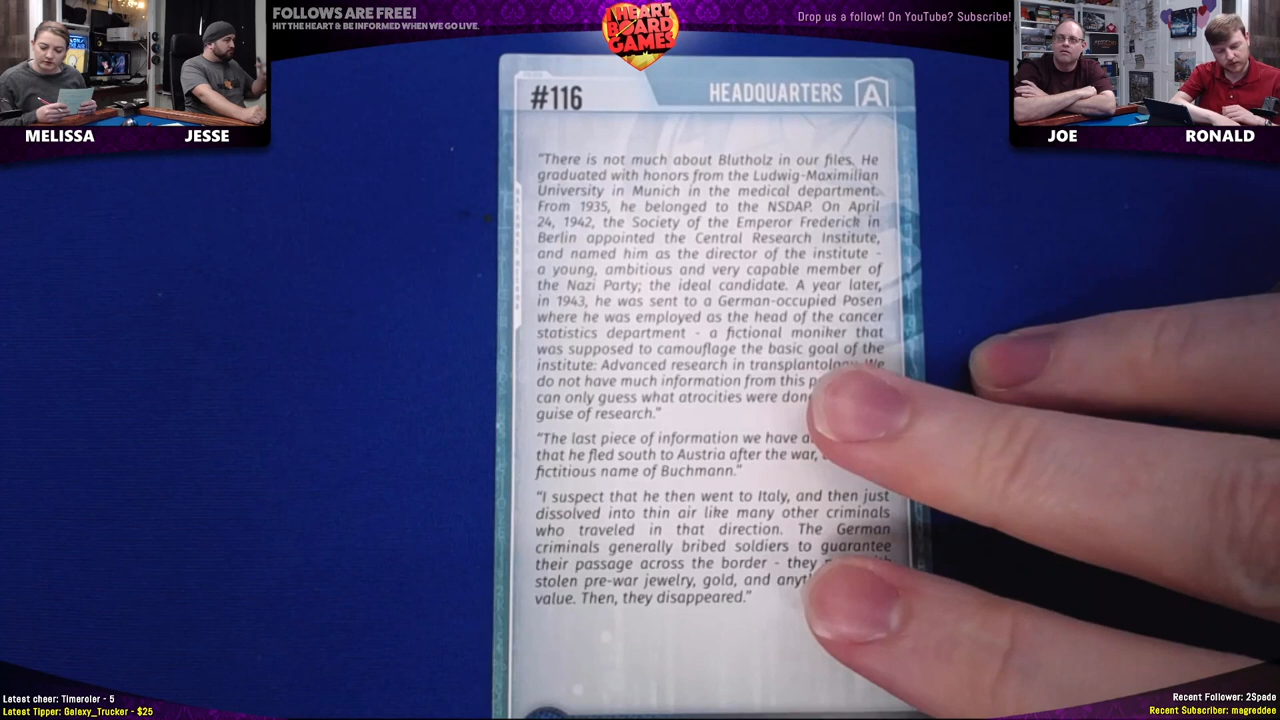 FOLLOWS ARE FREE!
HIT THE HEART & BE INFORMED WHEN WE GO LIVE.
I HEART
BOARD
GAMES
Drop us a follow! On YouTube? Subscribe!
MELISSA
JESSE
JOE
RONALD
#116
HEADQUARTERS
A
"There is not much about Blutholz in our files. He
graduated with honors from the Ludwig-Maximilian
University in Munich in the medical department.
From 1935, he belonged to the NSDAP. On April
24, 1942, the Society of the Emperor Frederick in
Berlin appointed the Central Research Institute,
and named him as the director of the institute -
a young, ambitious and very capable member of
the Nazi Party; the ideal candidate. A year later,
in 1943, he was sent to a German-occupied Posen
where he was employed as the head of the cancer
statistics department - a fictional moniker that
was supposed to camouflage the basic goal of the
institute: Advanced research in transplantology. We
do not have much information from this
can only guess what atrocities were
guise of research."
"The last piece of information we have
that he fled south to Austria after the war,
fictitious name of Buchmann."
"I suspect that he then went to Italy, and then just
dissolved into thin air like many other criminals
who traveled in that direction. The German
criminals generally bribed soldiers to guarantee
their passage across the border - they
stolen pre-war jewelry, gold, and
value. Then, they disappeared."
Latest cheer: Timeroler - 5
Latest Tipper: Galaxy_Trucker - $25
Recent Follower: 2Spade
Recent Subscriber: magreddee